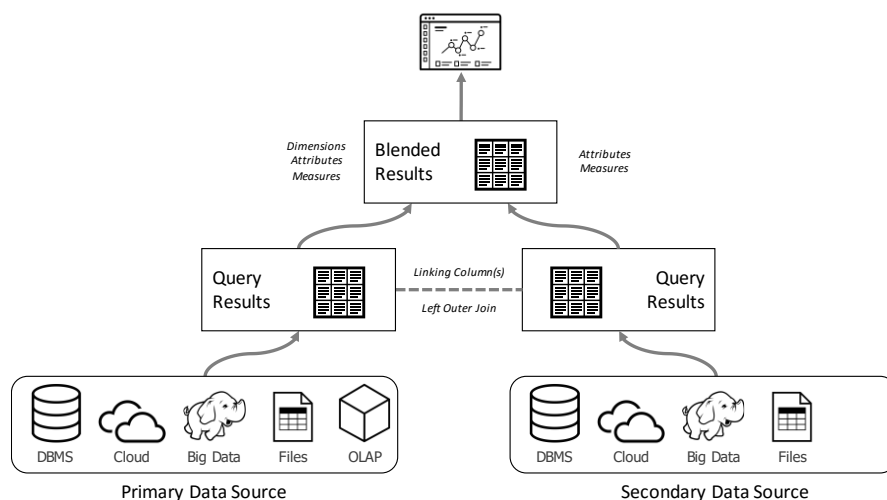 Dimensions
Attributes
Measures
Blended
Results
Attributes
Measures
Query
Results
Linking Column(s)
Left Outer Join
Query
Results
DBMS
Cloud
Big Data
Files
OLAP
DBMS
Cloud
Big Data
Files
Primary Data Source
Secondary Data Source